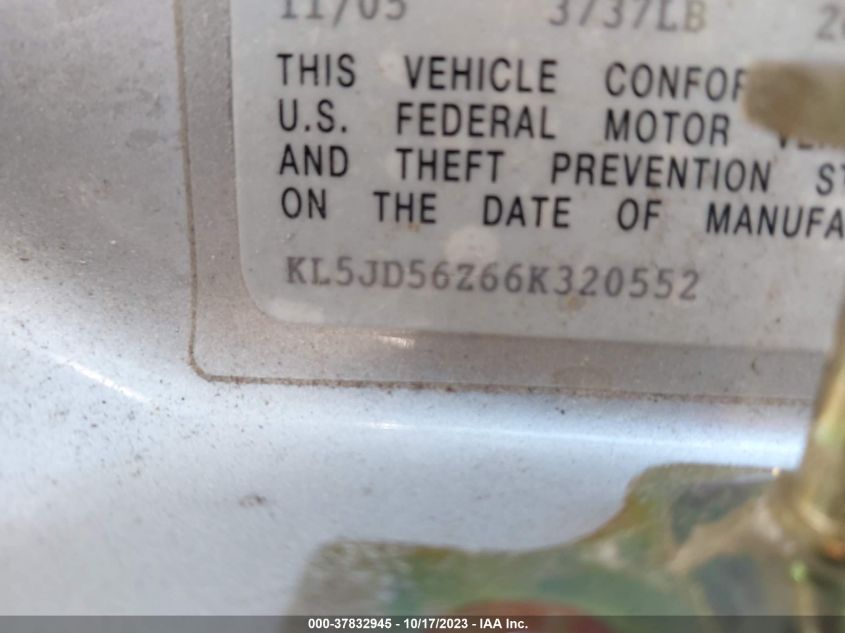 11/05 3737LB
THIS VEHICLE CONFOR
U.S. FEDERAL MOTOR
AND THEFT PREVENTION ST
ON THE DATE OF MANUFA
KL5JD56Z66K320552
000-37832945 - 10/17/2023 - IAA Inc.